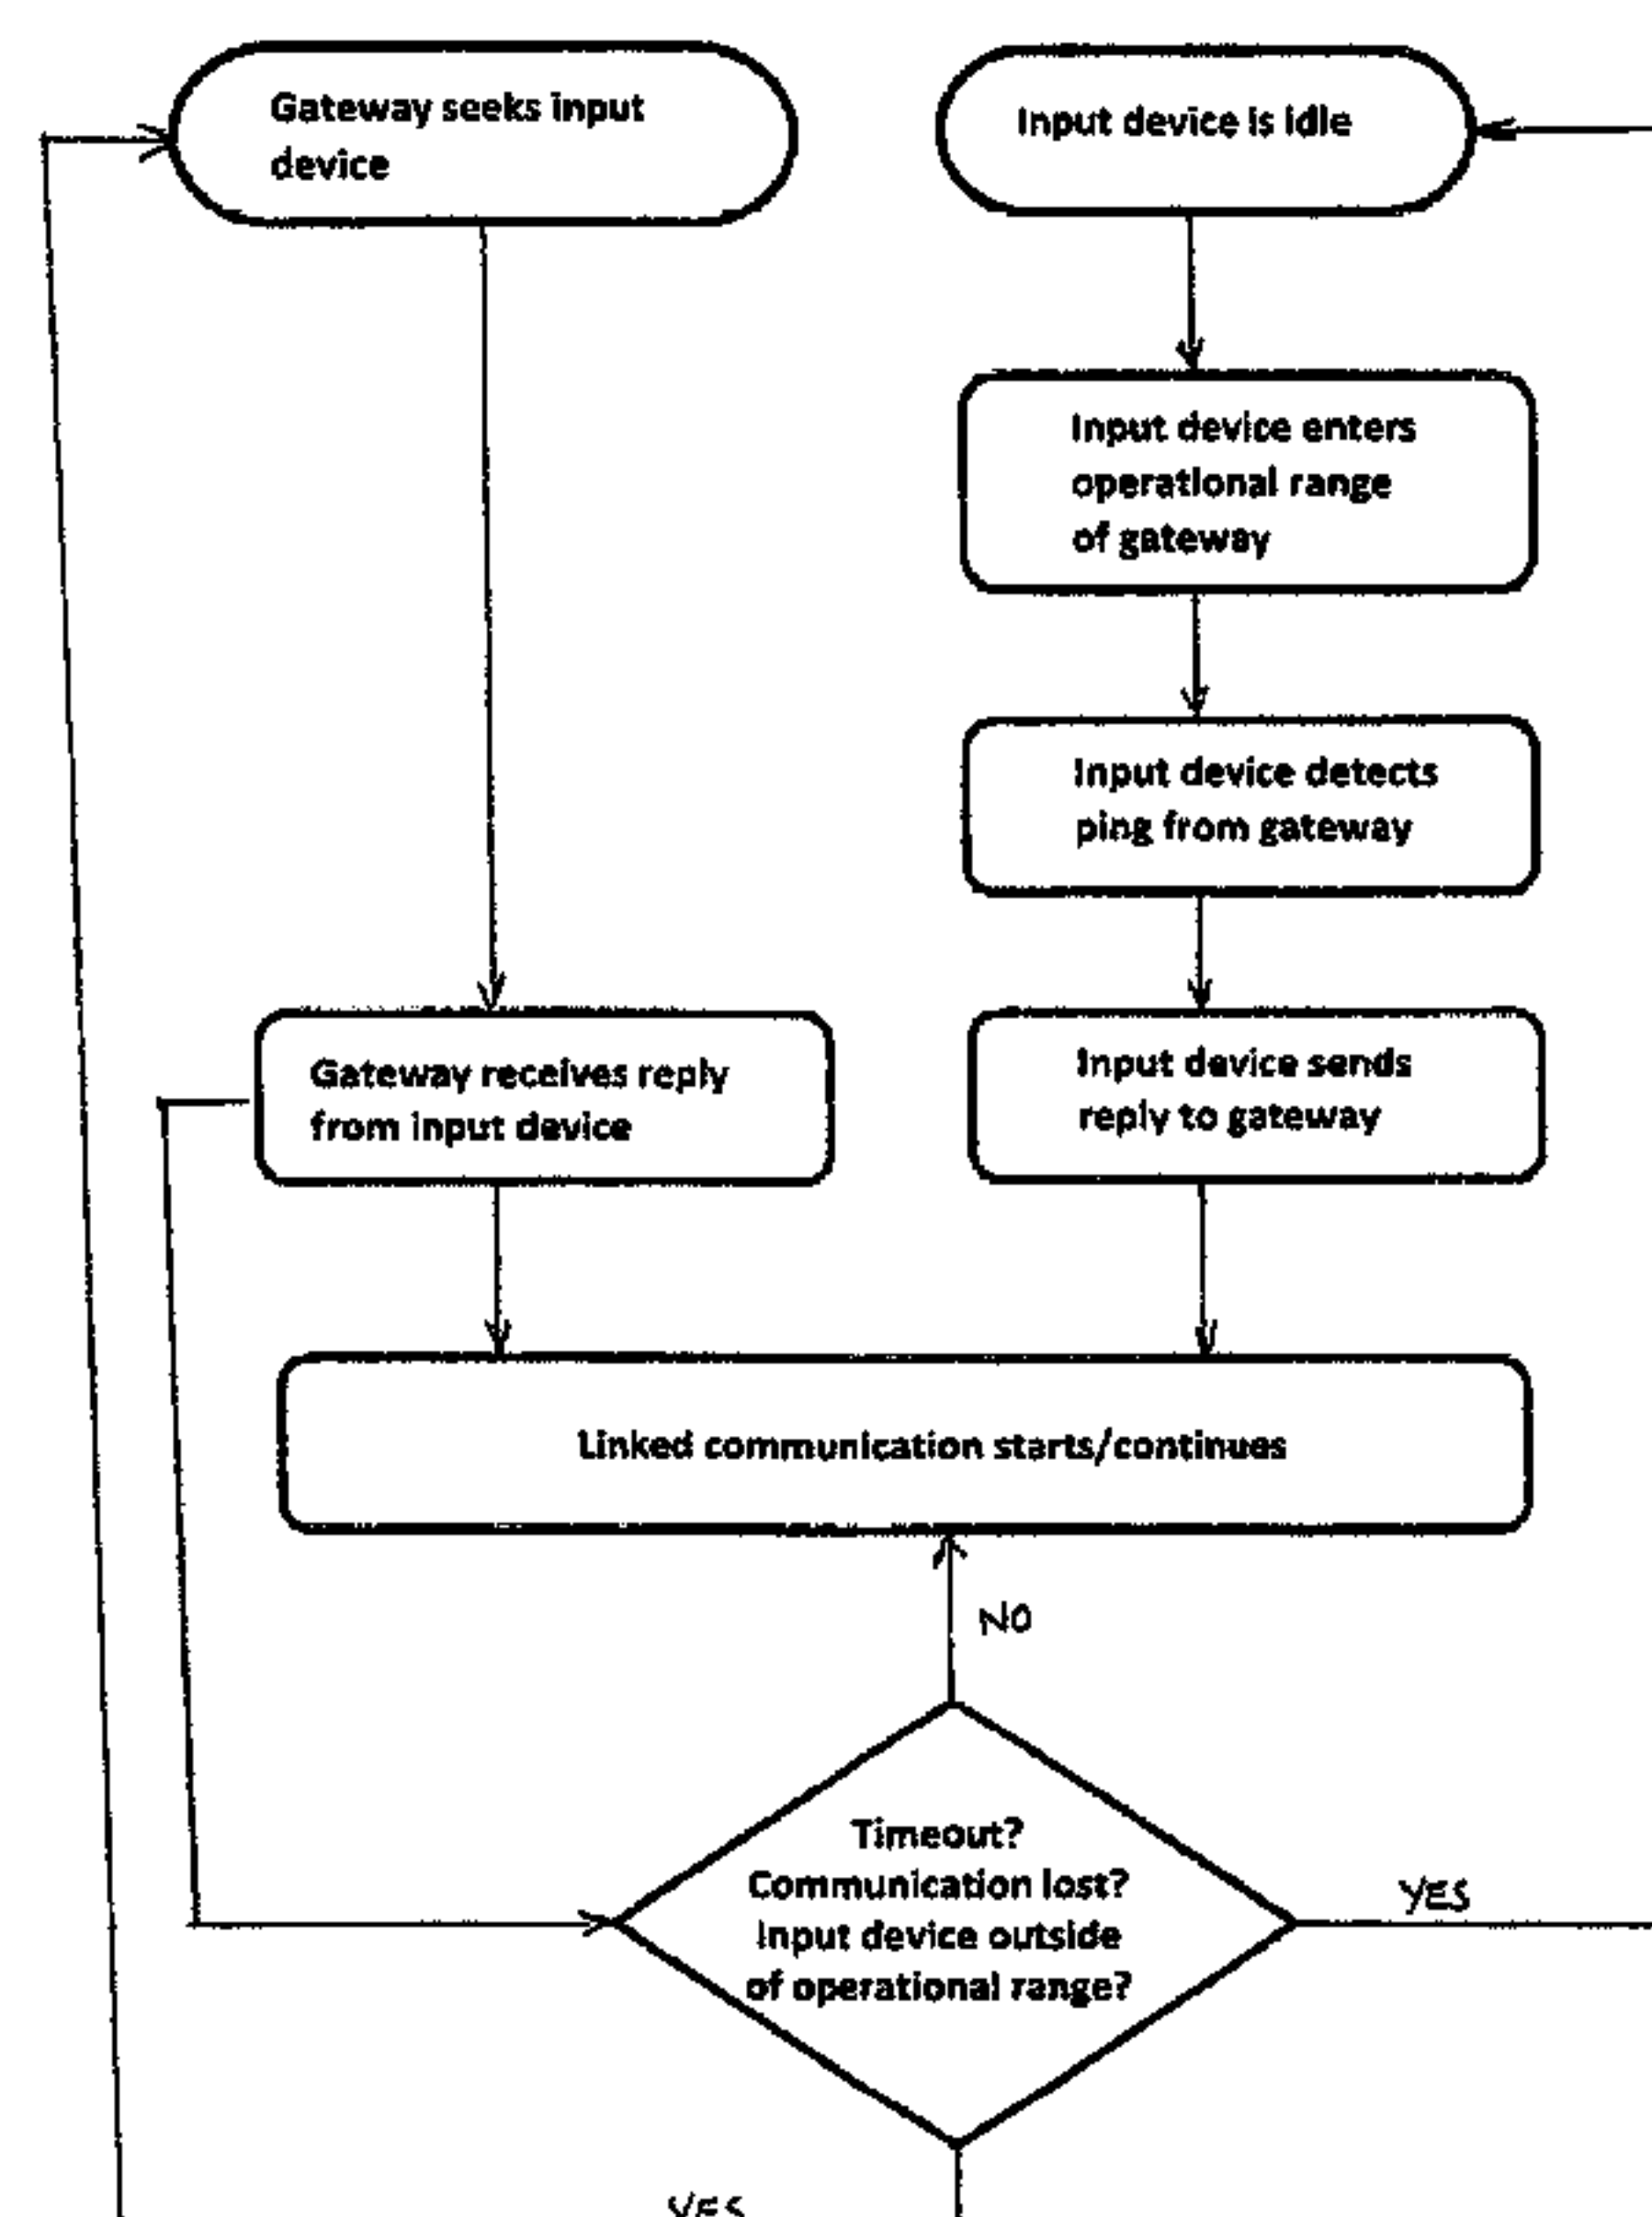 Gateway seeks input
device
Input device is idle
Input device enters
operational range
of gateway
Input device detects
ping from gateway
Gateway receives reply
from input device
Input device sends
reply to gateway
Linked communication starts/continues
NO
Timeout?
Communication lost?
Input device outside
of operational range?
YES
YES